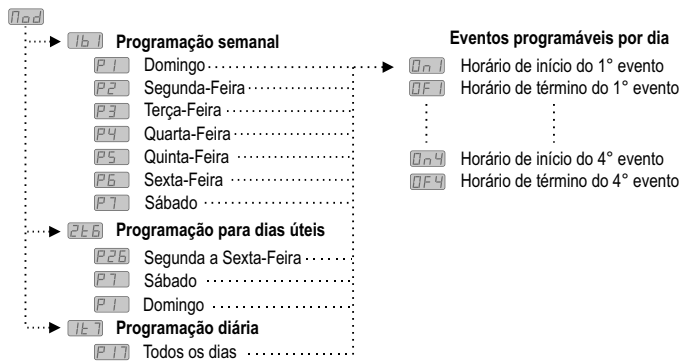 Mod
1b1 Programação semanal
P1 Domingo
P2 Segunda-Feira
P3 Terça-Feira
P4 Quarta-Feira
P5 Quinta-Feira
P6 Sexta-Feira
P7 Sábado
2t6 Programação para dias úteis
P26 Segunda a Sexta-Feira
P7 Sábado
P1 Domingo
1t7 Programação diária
P17 Todos os dias
Eventos programáveis por dia
On1 Horário de início do 1° evento
OF1 Horário de término do 1° evento
On4 Horário de início do 4° evento
OF4 Horário de término do 4° evento